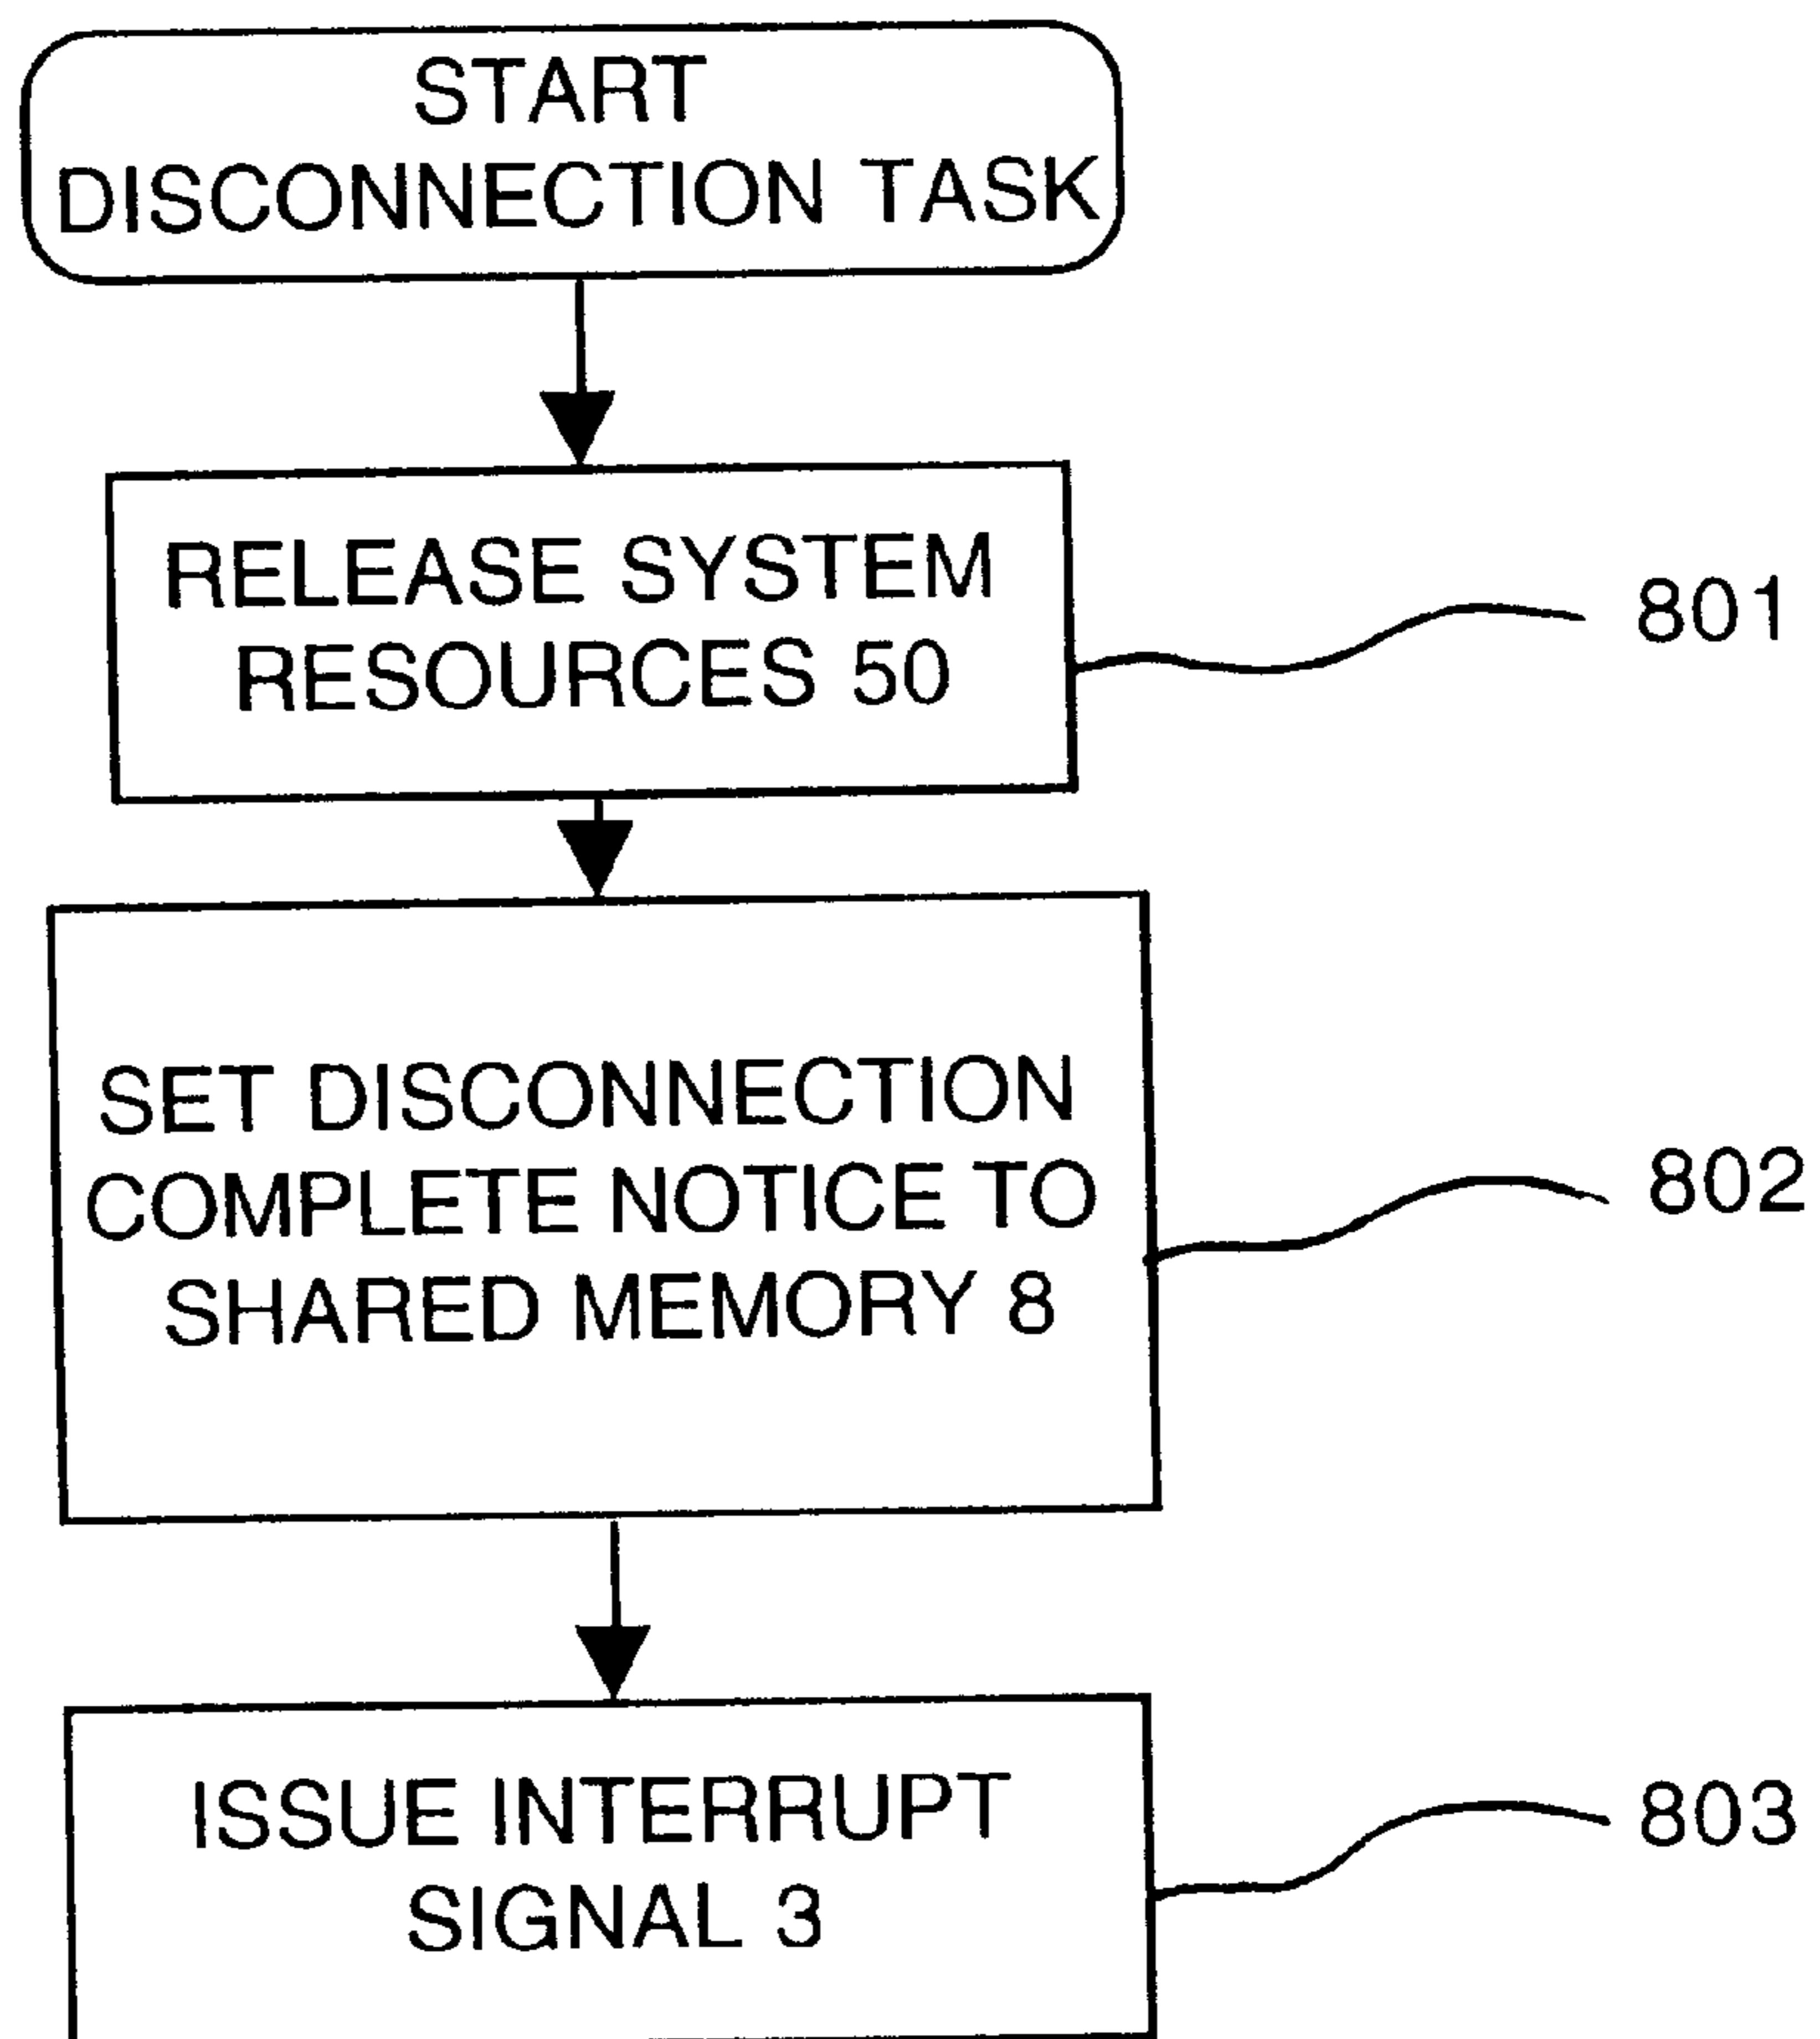 START
DISCONNECTION TASK
RELEASE SYSTEM
RESOURCES 50
801
SET DISCONNECTION
COMPLETE NOTICE TO
SHARED MEMORY 8
802
ISSUE INTERRUPT
SIGNAL 3
803